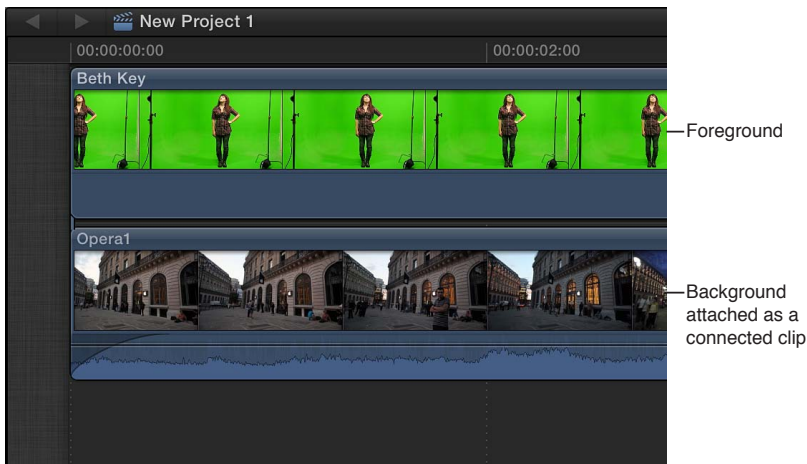 New Project 1
00:00:00:00
00:00:02:00
Beth Key
Foreground
Opera1
Background
attached as a
connected clip